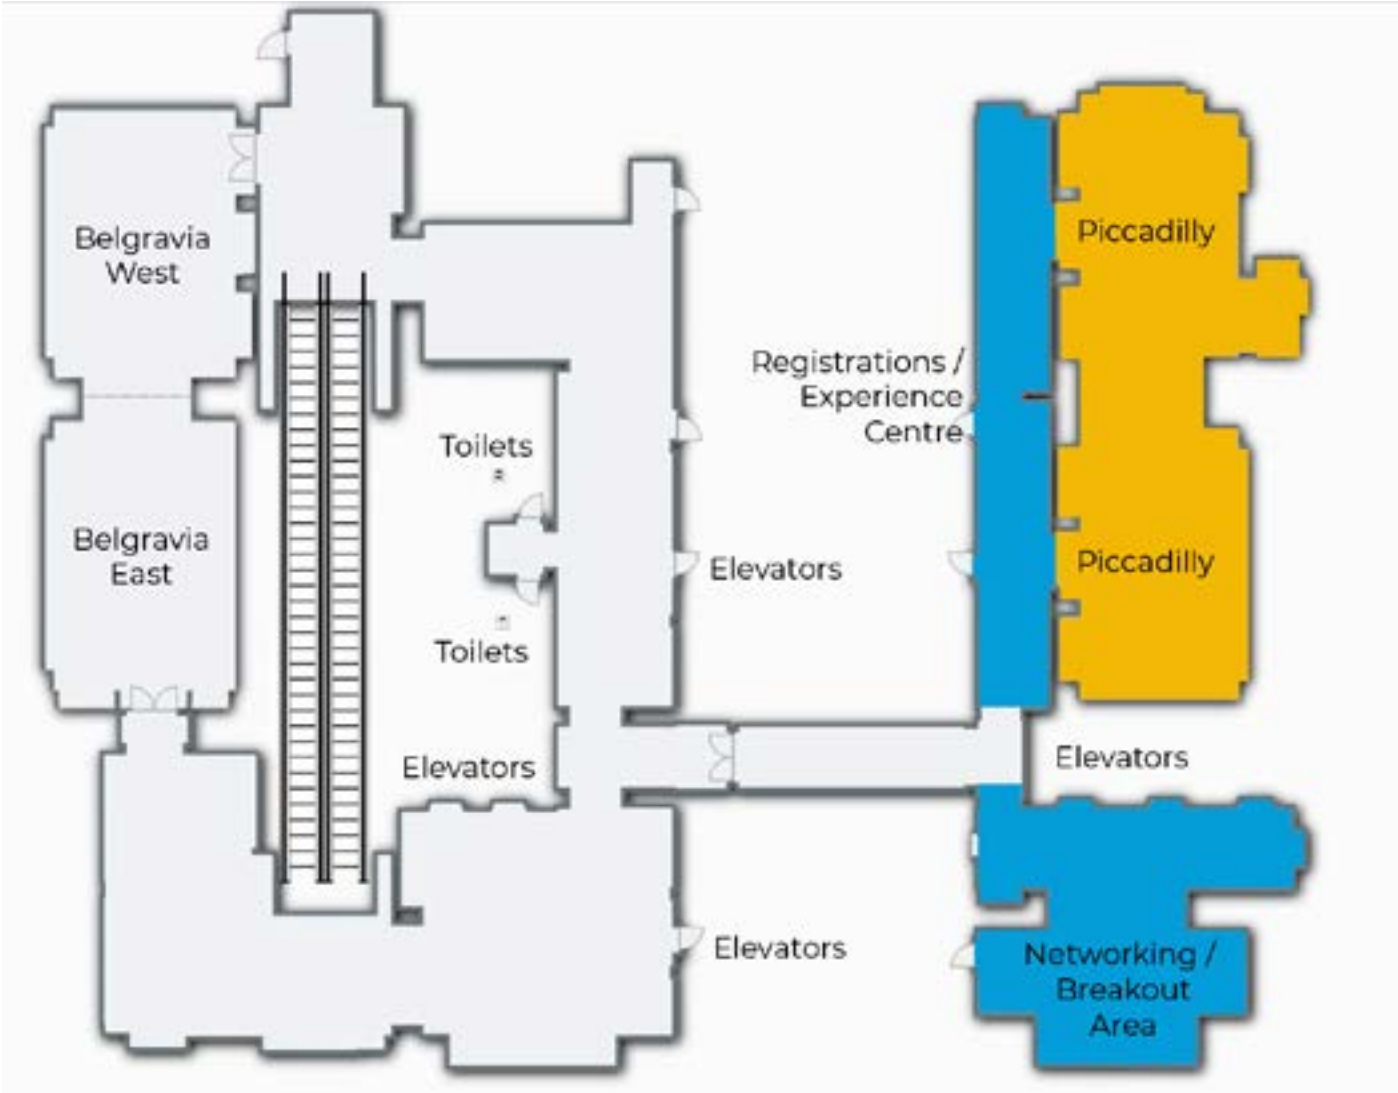 Belgravia
West
Piccadilly
Registrations /
Experience
Centre
Toilets
Belgravia
East
Elevators
Piccadilly
Toilets
Elevators
Elevators
Elevators
Networking /
Breakout
Area